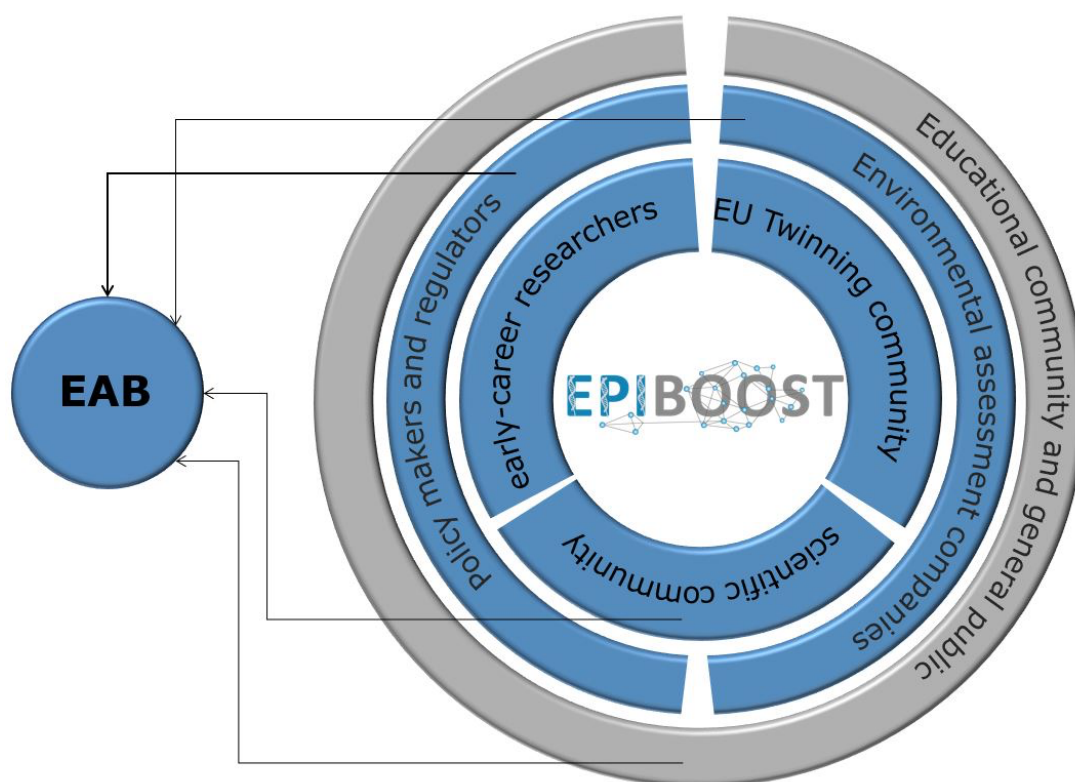 Educational community and general public
Environmental assessment companies
Policy makers and regulators
early-career researchers
EU Twinning community
scientific community
EPIBOOST
EAB